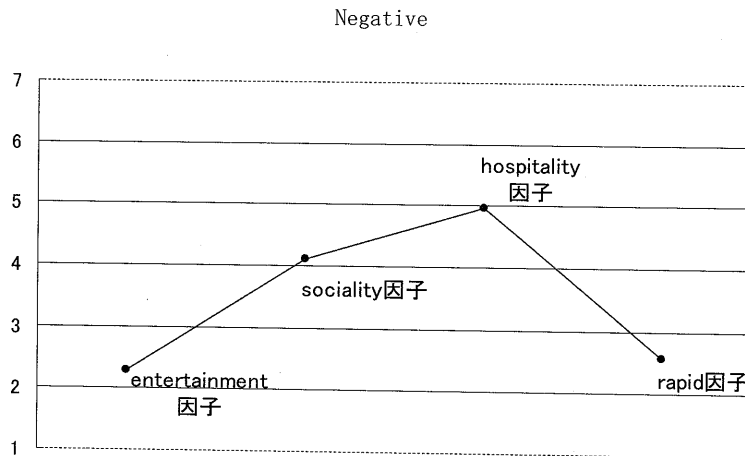 Negative
7
6
hospitality
因子
5
4
sociality因子
3
entertainment
因子
rapid因子
2
1